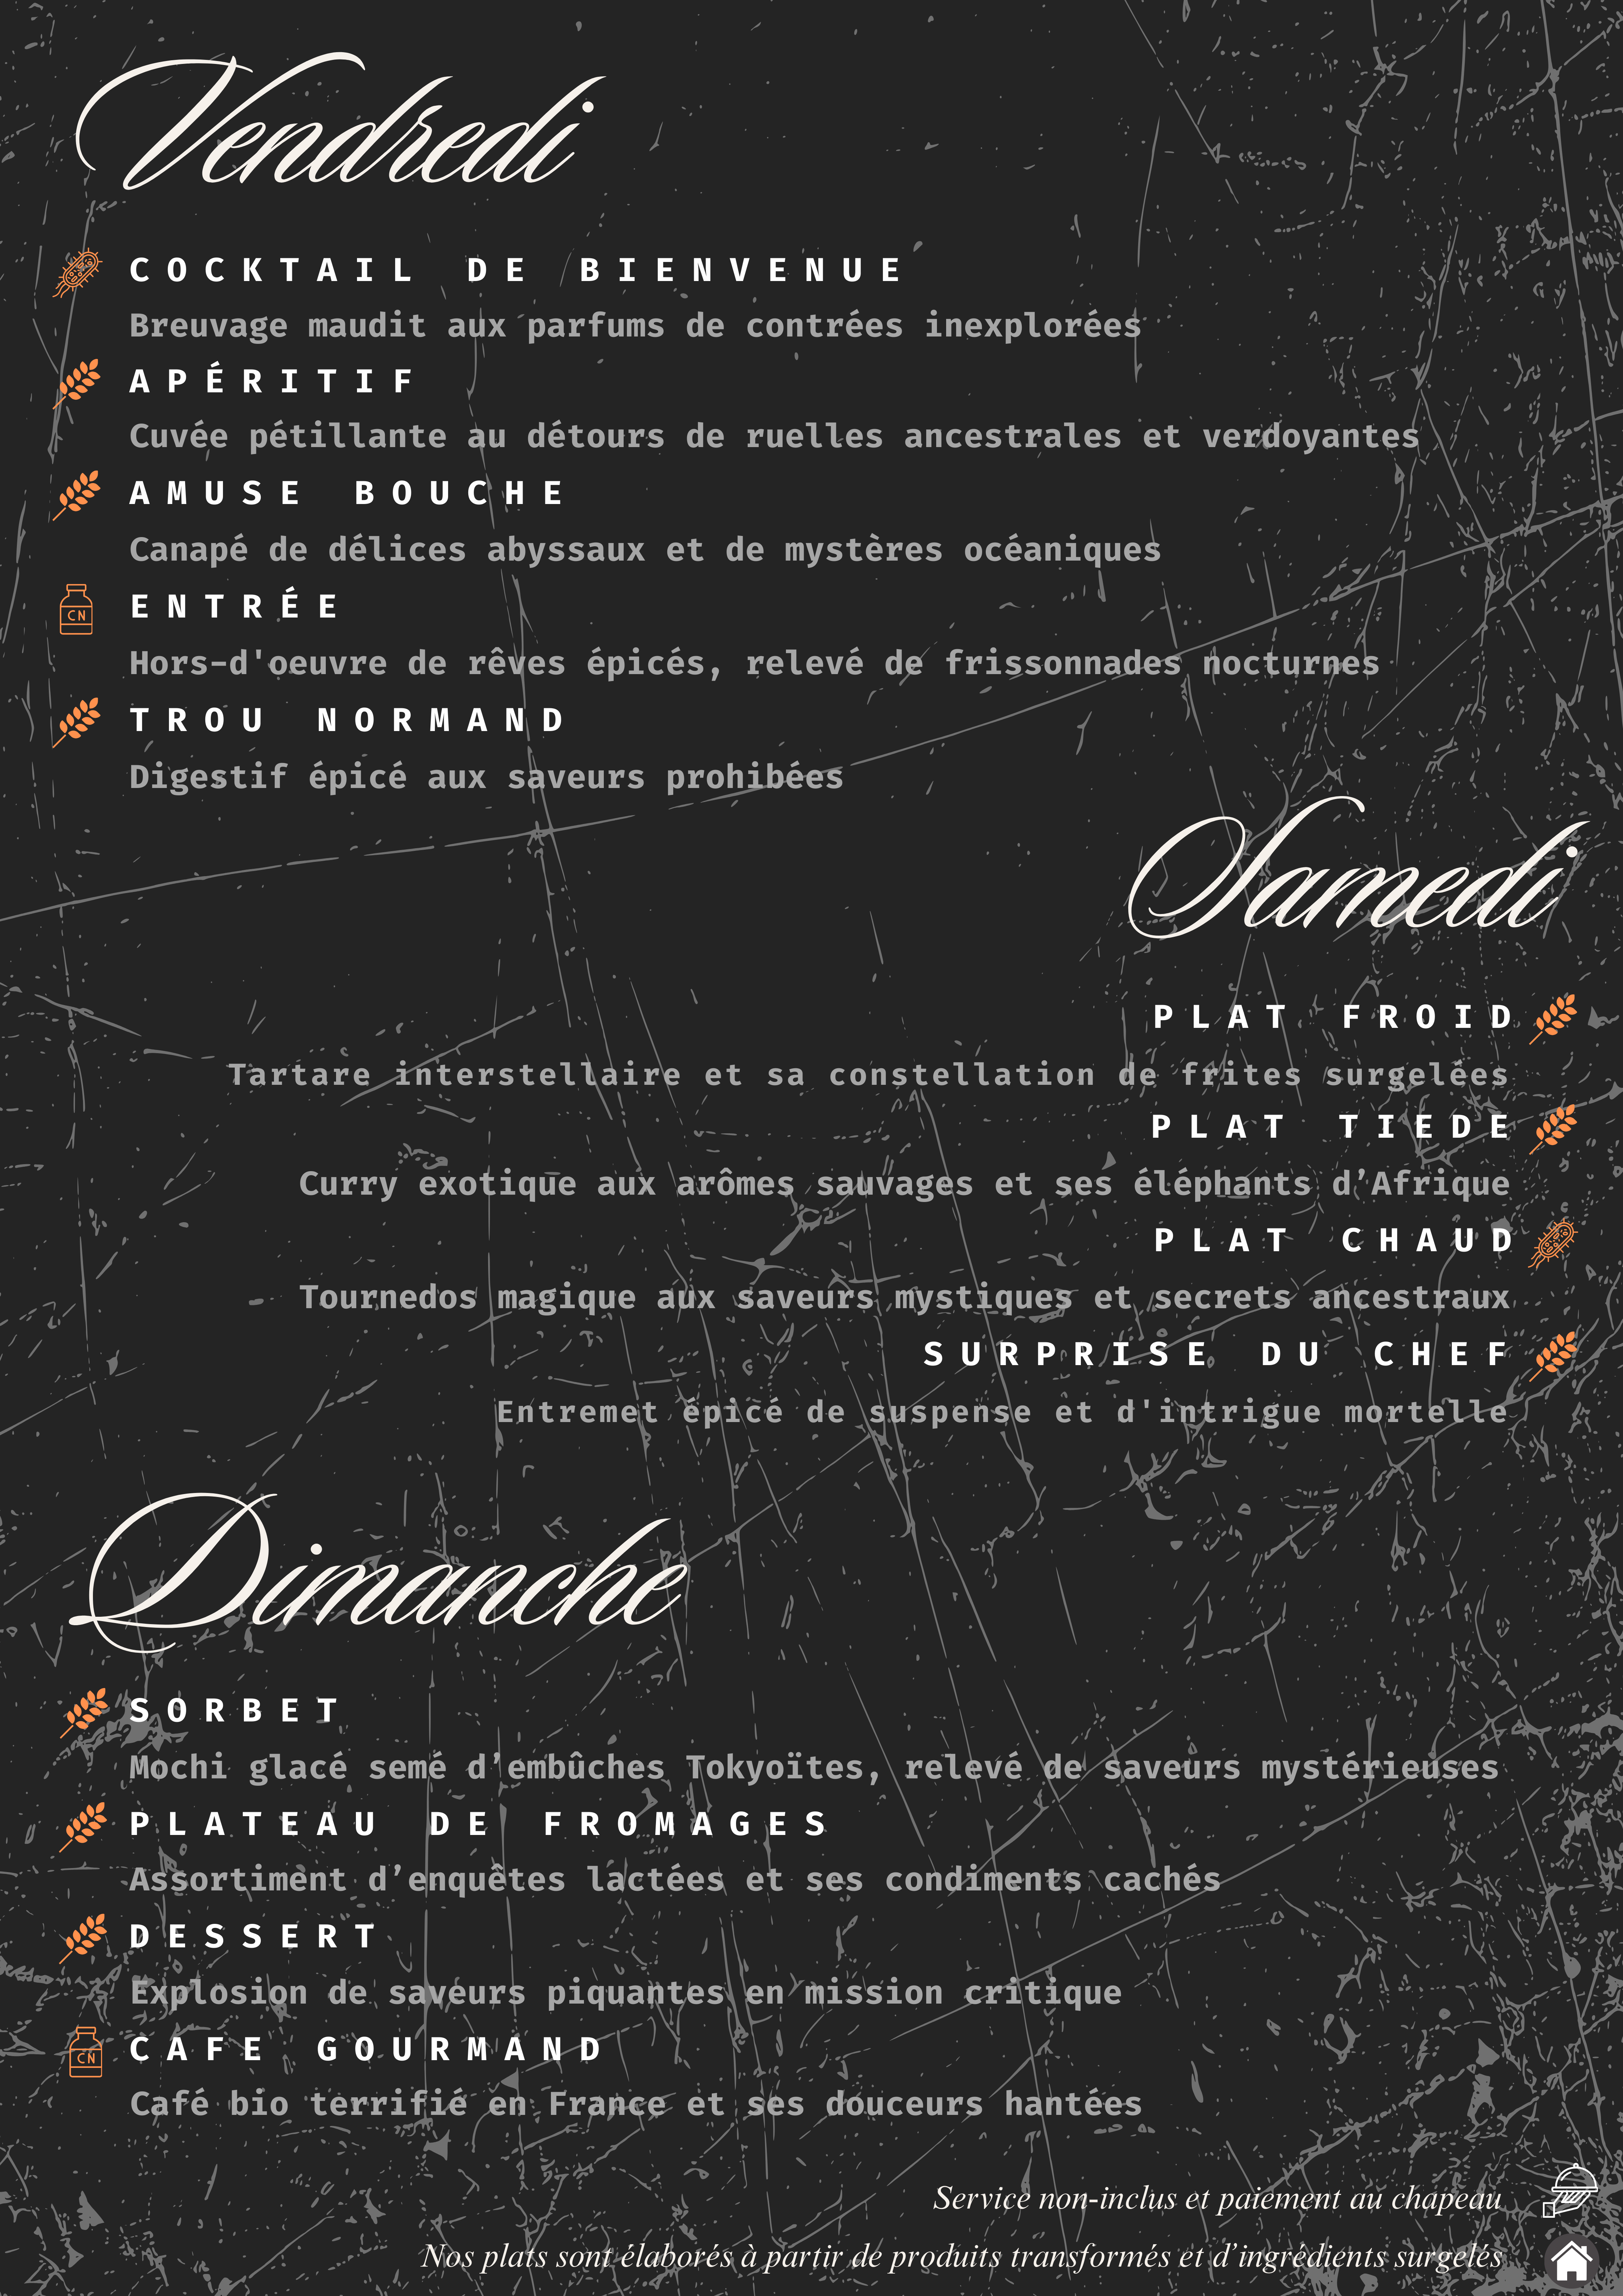 Vendredi
COCKTAIL DE BIENVENUE
Breuvage maudit aux parfums de contrées inexplorées
APÉRITIF
Cuvée pétillante au détours de ruelles ancestrales et verdoyantes
AMUSE BOUCHE
Canapé de délices abyssaux et de mystères océaniques
CN
ENTRÉE
Hors-d'oeuvre de rêves épicés, relevé de frissonnades nocturnes
TROU NORMAND
Digestif épicé aux saveurs prohibées
Samedi
PLAT FROID
Tartare interstellaire et sa constellation de frites surgelées
PLAT TIEDE
Curry exotique aux arômes sauvages et ses éléphants d’Afrique
PLAT CHAUD
Tournedos magique aux saveurs mystiques et secrets ancestraux
SURPRISE DU CHEF
Entremet épicé de suspense et d'intrigue mortelle
Dimanche
SORBET
Mochi glacé semé d’embûches Tokyoïtes, relevé de saveurs mystérieuses
PLATEAU DE FROMAGES
Assortiment d’enquêtes lactées et ses condiments cachés
DESSERT
Explosion de saveurs piquantes en mission critique
CN
CAFE GOURMAND
Café bio terrifié en France et ses douceurs hantées
Service non-inclus et paiement au chapeau
Nos plats sont élaborés à partir de produits transformés et d’ingrédients surgelés